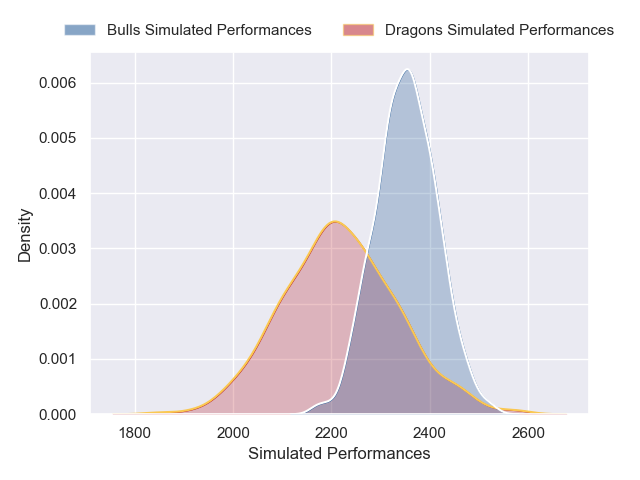 Bulls Simulated Performances
Dragons Simulated Performances
0.006
0.005
0.004
0.003
0.002
0.001
0.000
Density
1800 2000 2200 2400 2600
Simulated Performances